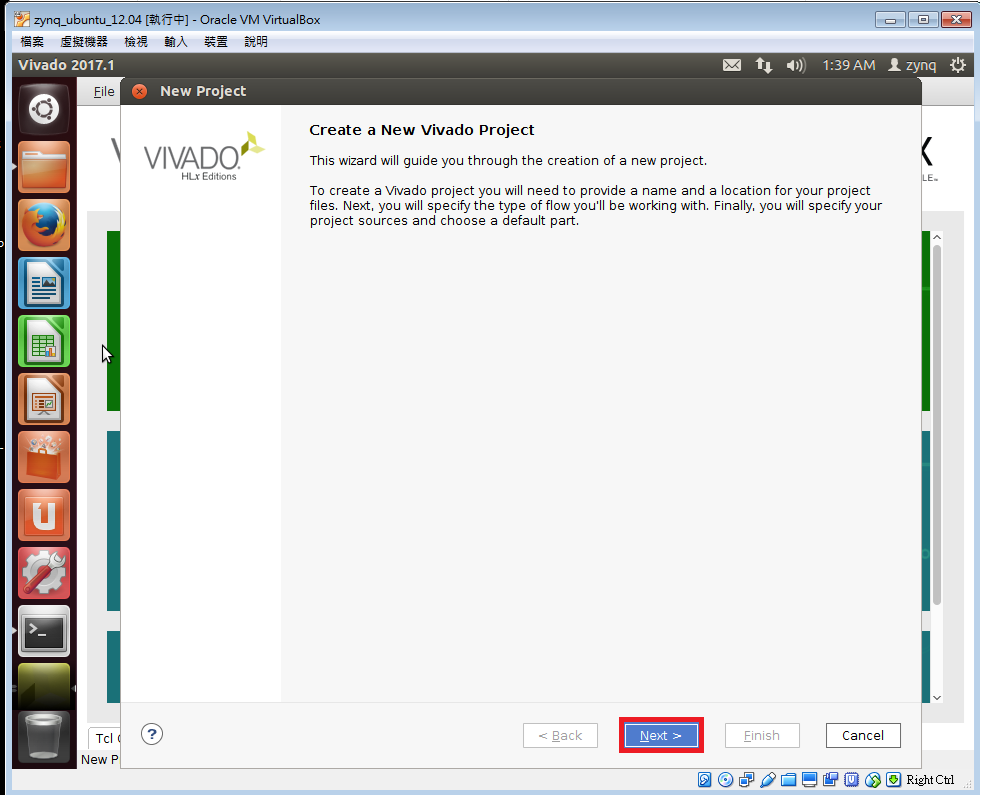 zynq_ubuntu_12.04 [執行中] - Oracle VM VirtualBox
檔案 虛擬機器 檢視 輸入 裝置 說明
Vivado 2017.1 1:39 AM zynq
File New Project
VIVADO
HLx Editions
Create a New Vivado Project
This wizard will guide you through the creation of a new project.
To create a Vivado project you will need to provide a name and a location for your project
files. Next, you will specify the type of flow you'll be working with. Finally, you will specify your
project sources and choose a default part.
? < Back Next > Finish Cancel
Tcl
New P
Right Ctrl